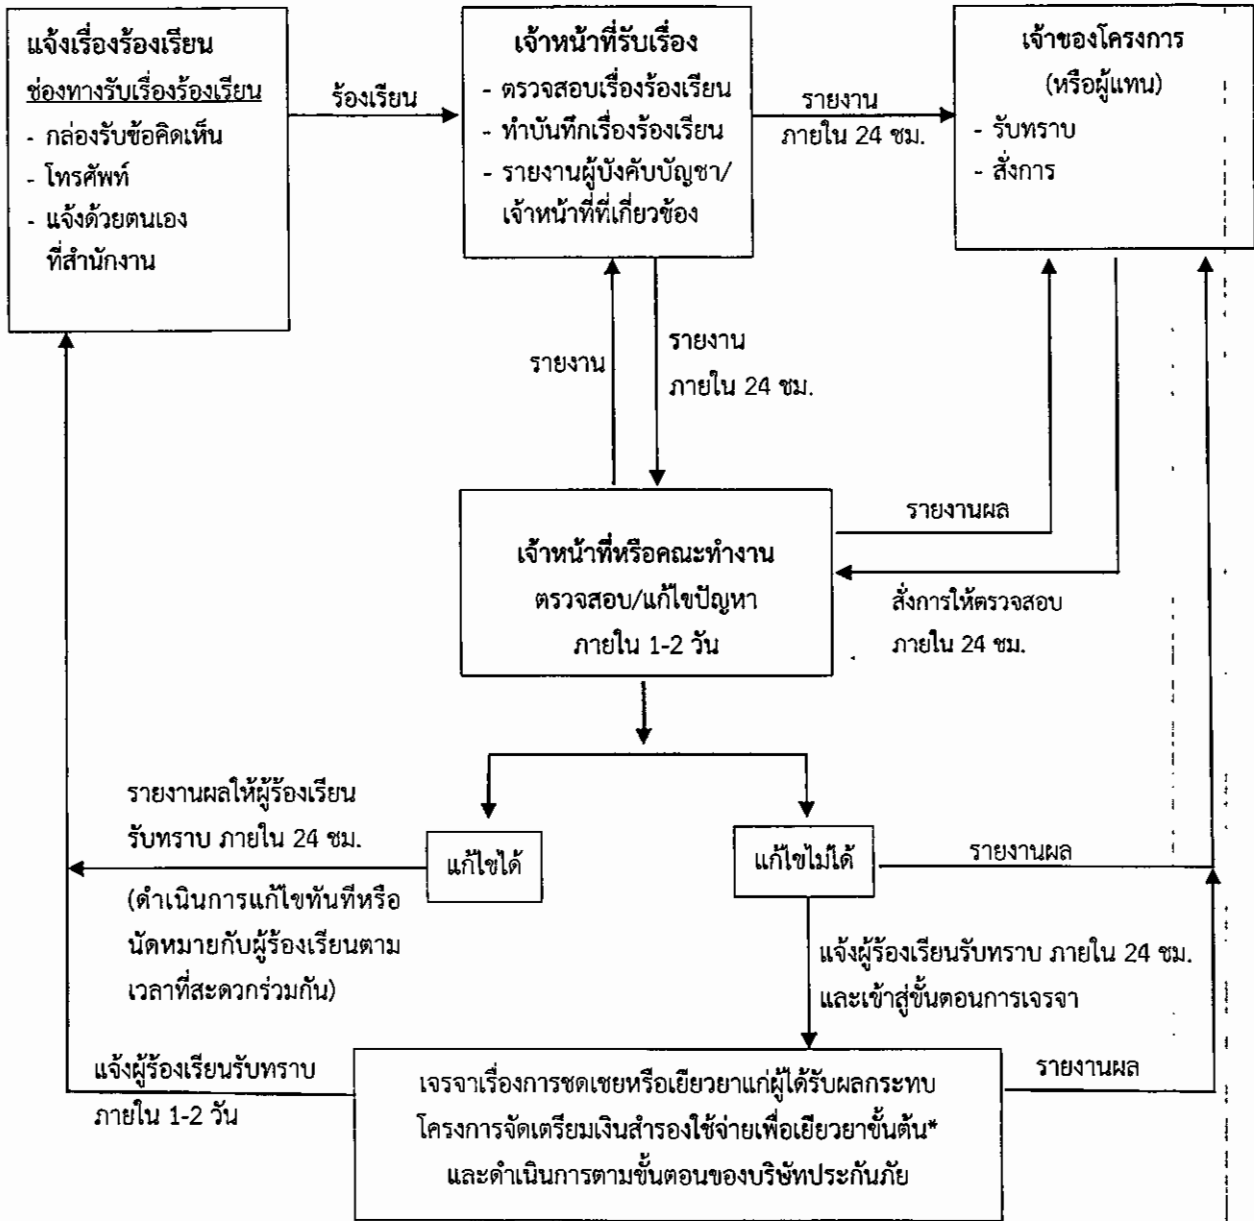 แจ้งเรื่องร้องเรียน
ช่องทางรับเรื่องร้องเรียน
- กล่องรับข้อคิดเห็น
- โทรศัพท์
- แจ้งด้วยตนเอง
ที่สำนักงาน
ร้องเรียน
เจ้าหน้าที่รับเรื่อง
- ตรวจสอบเรื่องร้องเรียน
- ทำบันทึกเรื่องร้องเรียน
- รายงานผู้บังคับบัญชา/
เจ้าหน้าที่ที่เกี่ยวข้อง
รายงาน
ภายใน 24 ชม.
เจ้าของโครงการ
(หรือผู้แทน)
- รับทราบ
- สั่งการ
รายงาน
รายงาน
ภายใน 24 ชม.
เจ้าหน้าที่หรือคณะทำงาน
ตรวจสอบ/แก้ไขปัญหา
ภายใน 1-2 วัน
รายงานผล
สั่งการให้ตรวจสอบ
ภายใน 24 ชม.
รายงานผลให้ผู้ร้องเรียน
รับทราบ ภายใน 24 ชม.
(ดำเนินการแก้ไขทันทีหรือ
นัดหมายกับผู้ร้องเรียนตาม
เวลาที่สะดวกร่วมกัน)
แก้ไขได้
แก้ไขไม่ได้
รายงานผล
แจ้งผู้ร้องเรียนรับทราบ ภายใน 24 ชม.
และเข้าสู่ขั้นตอนการเจรจา
แจ้งผู้ร้องเรียนรับทราบ
ภายใน 1-2 วัน
เจรจาเรื่องการชดเชยหรือเยียวยาแก่ผู้ได้รับผลกระทบ
โครงการจัดเตรียมเงินสำรองใช้จ่ายเพื่อเยียวยาขั้นต้น*
และดำเนินการตามขั้นตอนของบริษัทประกันภัย
รายงานผล